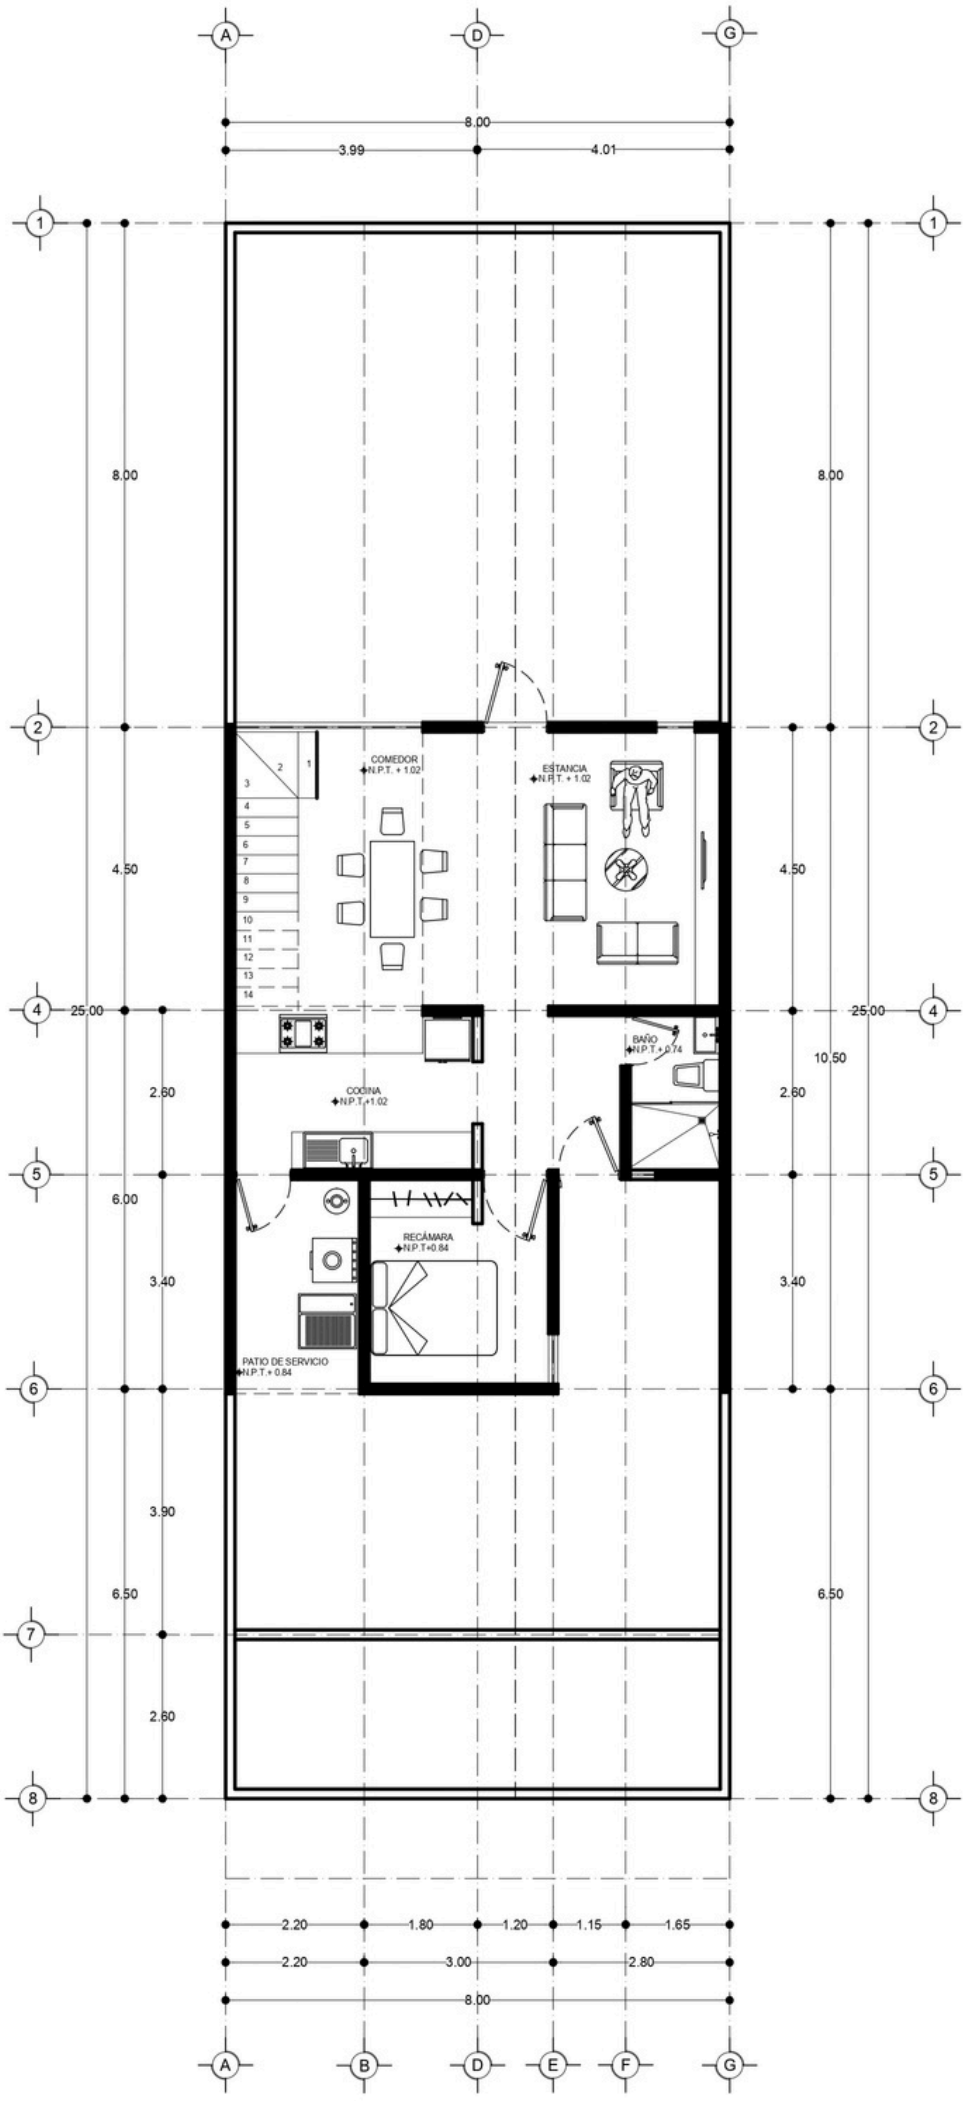 A D G
8.00
3.99 4.01
1 1
8.00 8.00
2 2
COMEDOR
N.P.T. + 1.02
ESTANCIA
N.P.T. + 1.02
1
2
3
4
5
6
7
8
9
10
11
12
13
14
4.50 4.50
4 25.00 25.00 4
BAÑO
N.P.T.+ 0.74
10.50
COCINA
N.P.T.+1.02
2.60 2.60
5 5
6.00
RECÁMARA
N.P.T+0.84
3.40 3.40
PATIO DE SERVICIO
N.P.T.+ 0.84
6 6
3.90
6.50 6.50
7
2.60
8 8
2.20 1.80 1.20 1.15 1.65
2.20 3.00 2.80
8.00
A B D E F G